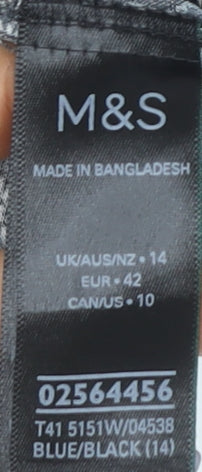 M&S
MADE IN BANGLADESH
UK/AUS/NZ • 14
EUR • 42
CAN/US • 10
02564456
T41 5151W/04538
BLUE/BLACK (14)